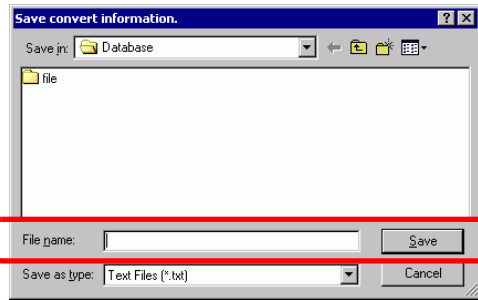 Save convert information.
Save in: Database
file
File name: Save
Save as type: Text Files (*.txt) Cancel